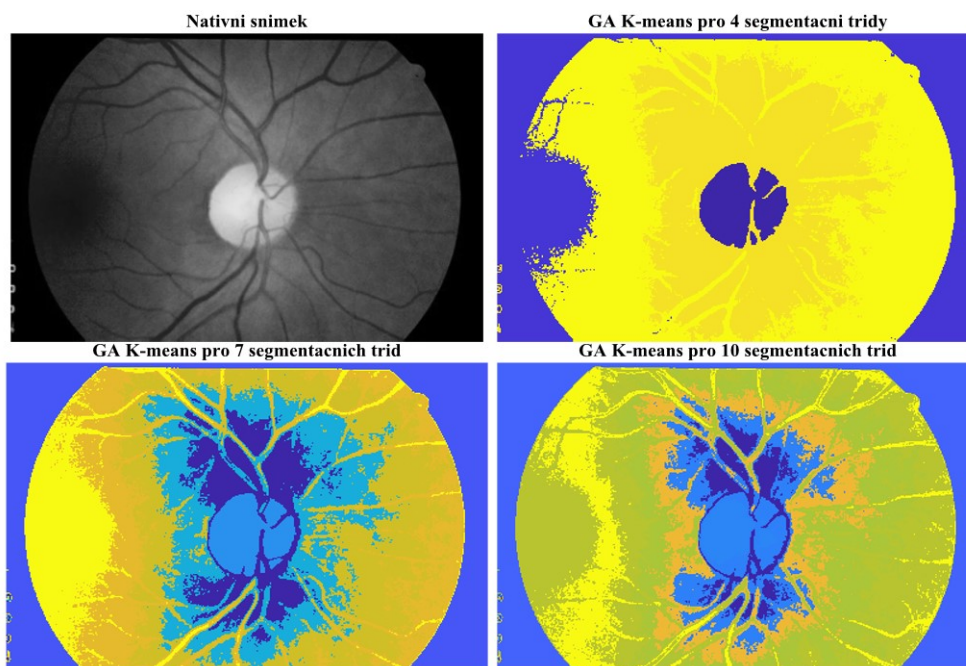 Nativni snimek
GA K-means pro 4 segmentacni tridy
GA K-means pro 7 segmentacnich trid
GA K-means pro 10 segmentacnich trid